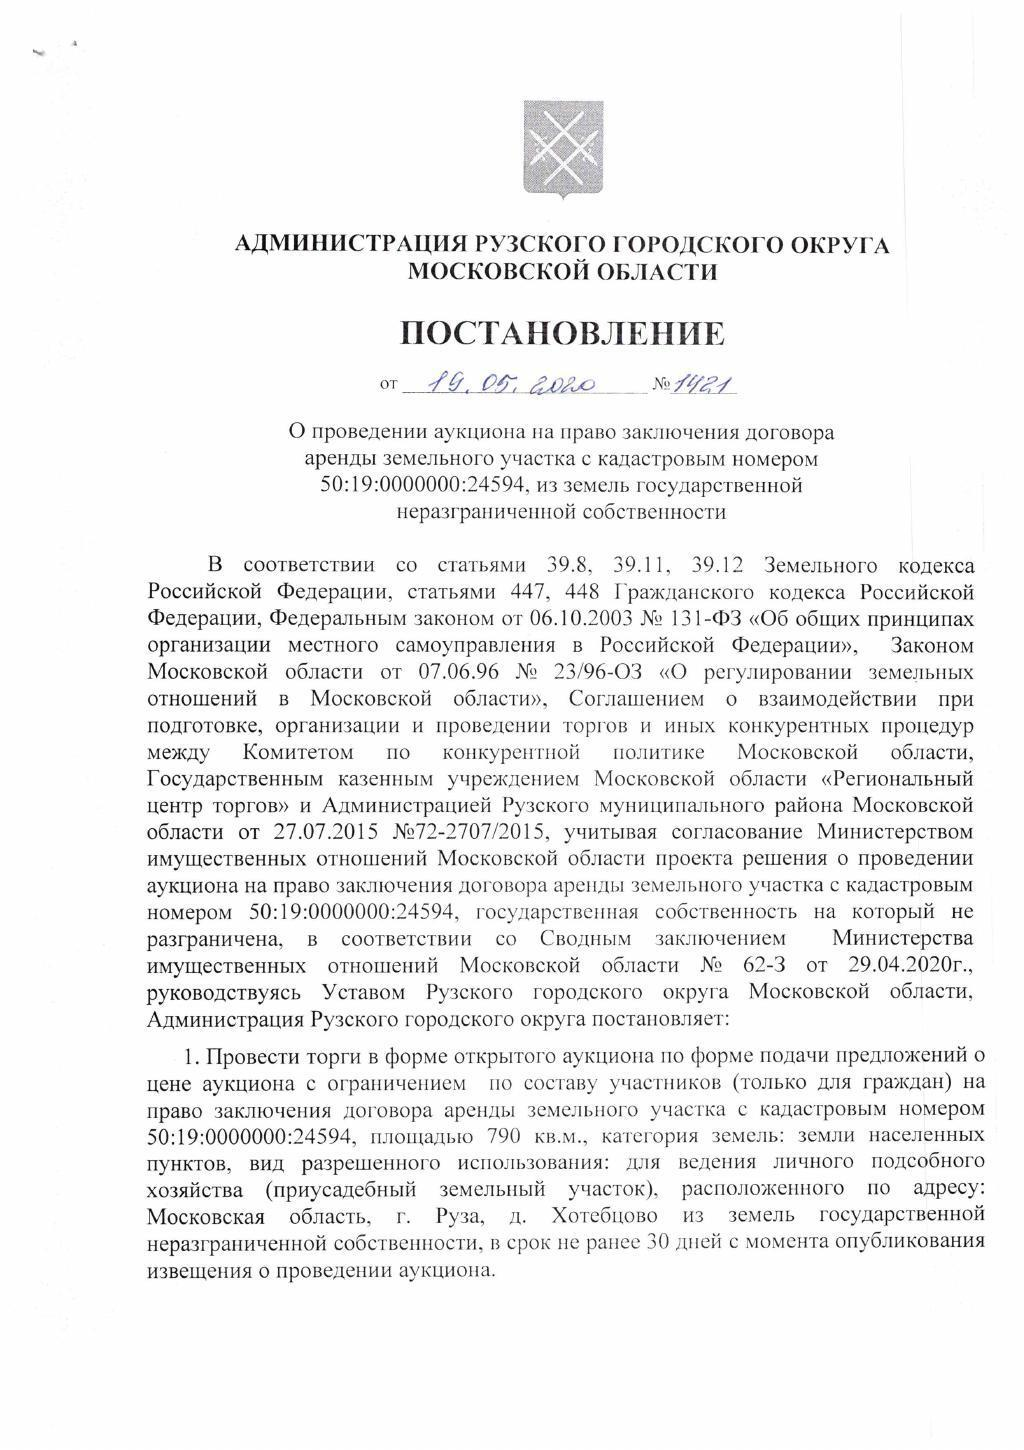 АДМИНИСТРАЦИЯ РУЗСКОГО ГОРОДСКОГО ОКРУГА
МОСКОВСКОЙ ОБЛАСТИ
ПОСТАНОВЛЕНИЕ
от 19.05.2020 № 1421
О проведении аукциона на право заключения договора
аренды земельного участка с кадастровым номером
50:19:0000000:24594, из земель государственной
неразграниченной собственности
В соответствии со статьями 39.8, 39.11, 39.12 Земельного кодекса
Российской Федерации, статьями 447, 448 Гражданского кодекса Российской
Федерации, Федеральным законом от 06.10.2003 № 131-ФЗ «Об общих принципах
организации местного самоуправления в Российской Федерации», Законом
Московской области от 07.06.96 № 23/96-ОЗ «О регулировании земельных
отношений в Московской области», Соглашением о взаимодействии при
подготовке, организации и проведении торгов и иных конкурентных процедур
между Комитетом по конкурентной политике Московской области,
Государственным казенным учреждением Московской области «Региональный
центр торгов» и Администрацией Рузского муниципального района Московской
области от 27.07.2015 №72-2707/2015, учитывая согласование Министерством
имущественных отношений Московской области проекта решения о проведении
аукциона на право заключения договора аренды земельного участка с кадастровым
номером 50:19:0000000:24594, государственная собственность на который не
разграничена, в соответствии со Сводным заключением Министерства
имущественных отношений Московской области № 62-З от 29.04.2020г.,
руководствуясь Уставом Рузского городского округа Московской области,
Администрация Рузского городского округа постановляет:
1. Провести торги в форме открытого аукциона по форме подачи предложений о
цене аукциона с ограничением по составу участников (только для граждан) на
право заключения договора аренды земельного участка с кадастровым номером
50:19:0000000:24594, площадью 790 кв.м., категория земель: земли населенных
пунктов, вид разрешенного использования: для ведения личного подсобного
хозяйства (приусадебный земельный участок), расположенного по адресу:
Московская область, г. Руза, д. Хотебцово из земель государственной
неразграниченной собственности, в срок не ранее 30 дней с момента опубликования
извещения о проведении аукциона.